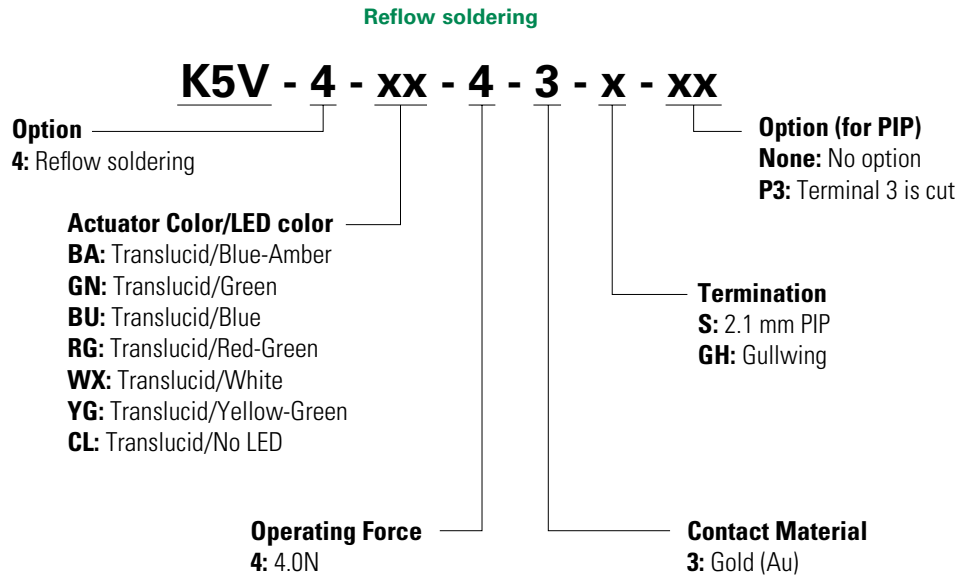 Reflow soldering
K5V - 4 - xx - 4 - 3 - x - xx
Option
4: Reflow soldering
Option (for PIP)
None: No option
P3: Terminal 3 is cut
Actuator Color/LED color
BA: Translucid/Blue-Amber
GN: Translucid/Green
BU: Translucid/Blue
RG: Translucid/Red-Green
WX: Translucid/White
YG: Translucid/Yellow-Green
CL: Translucid/No LED
Termination
S: 2.1 mm PIP
GH: Gullwing
Operating Force
4: 4.0N
Contact Material
3: Gold (Au)